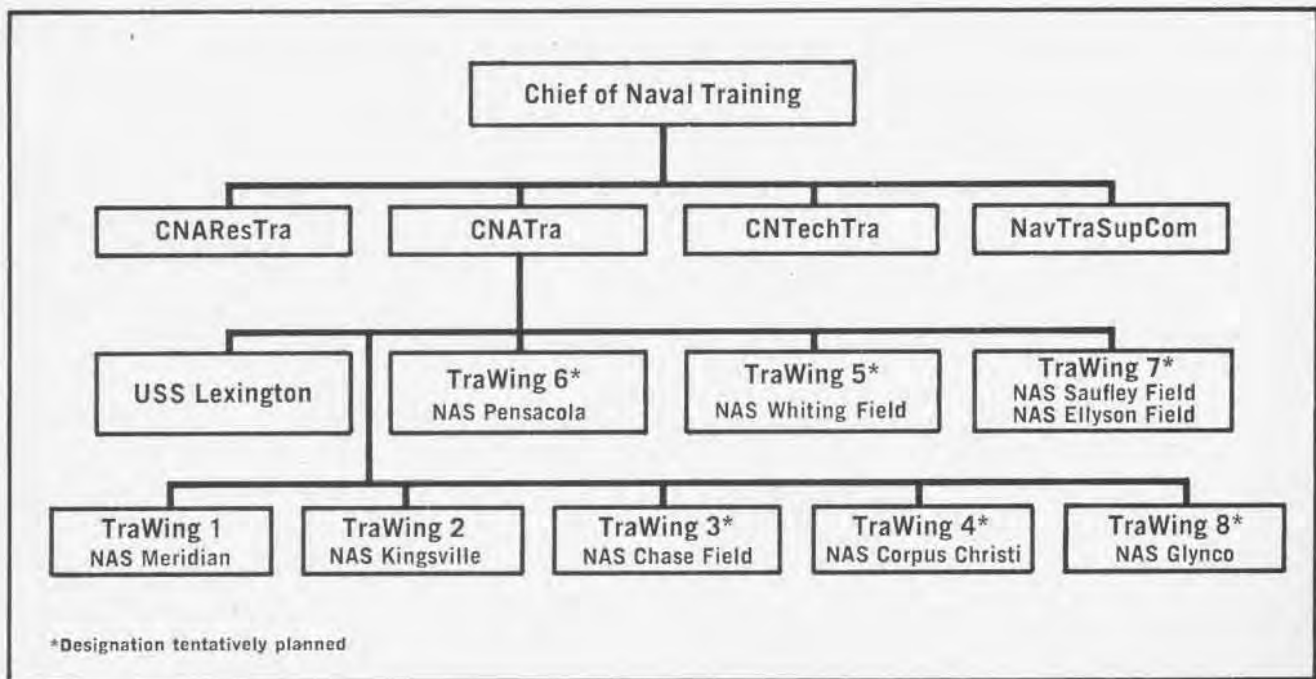 Chief of Naval Training
CNAResTra
CNATra
CNTechTra
NavTraSupCom
USS Lexington
TraWing 6*
NAS Pensacola
TraWing 5*
NAS Whiting Field
TraWing 7*
NAS Saufley Field
NAS Ellyson Field
TraWing 1
NAS Meridian
TraWing 2
NAS Kingsville
TraWing 3*
NAS Chase Field
TraWing 4*
NAS Corpus Christi
TraWing 8*
NAS Glynco
*Designation tentatively planned